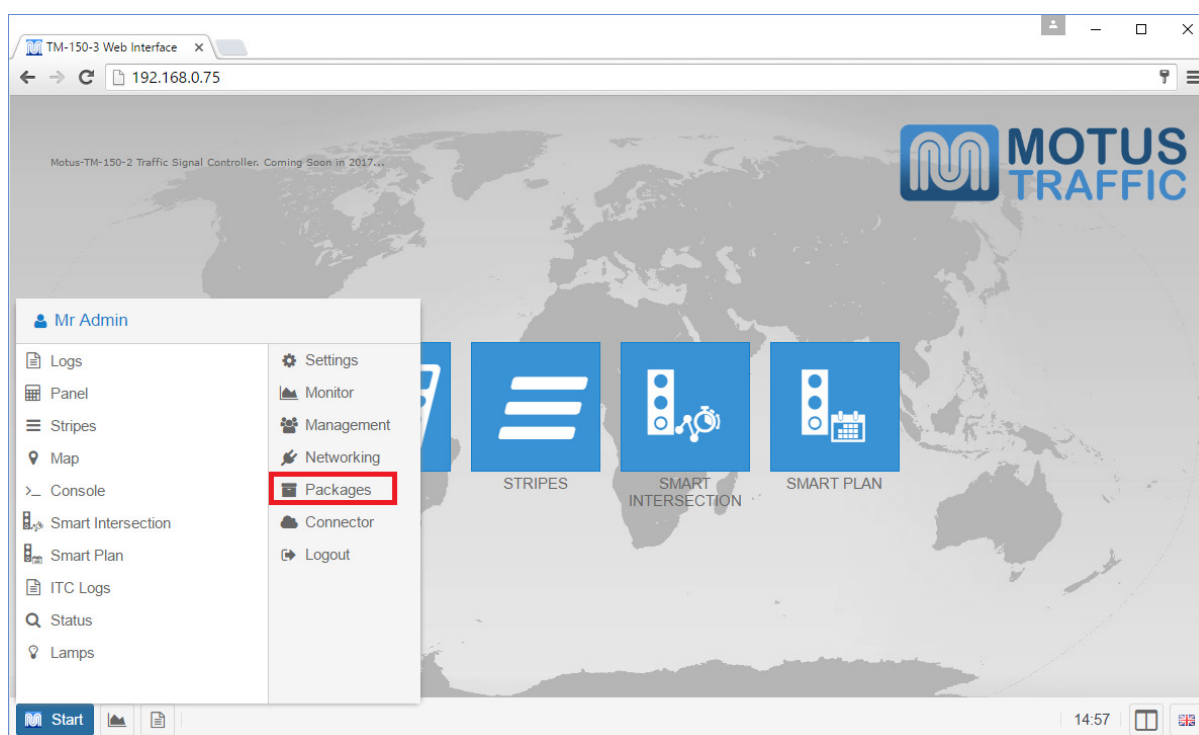 TM-150-3 Web Interface
192.168.0.75
Motus-TM-150-2 Traffic Signal Controller. Coming Soon in 2017...
MOTUS
TRAFFIC
Mr Admin
Logs
Panel
Stripes
Map
Console
Smart Intersection
Smart Plan
ITC Logs
Status
Lamps
Settings
Monitor
Management
Networking
Packages
Connector
Logout
STRIPES
SMART
INTERSECTION
SMART PLAN
Start
14:57